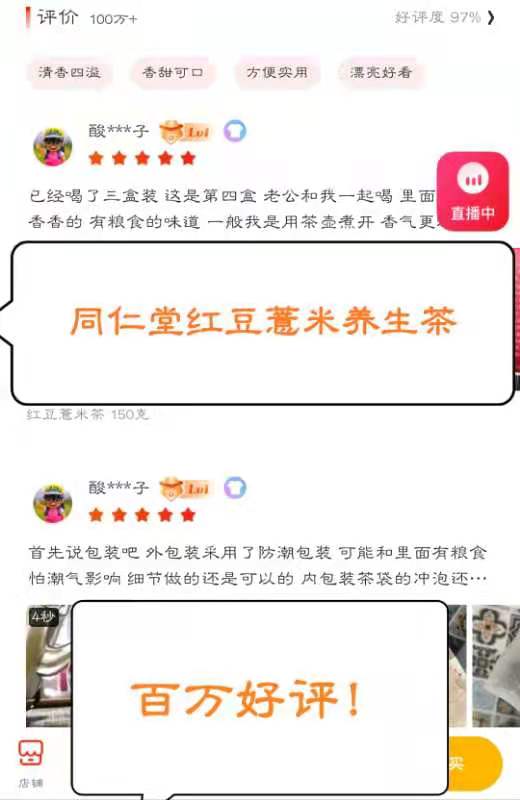 评价 100万+
好评度 97%
清香四溢 香甜可口 方便实用 漂亮好看
酸***子 Lv1
已经喝了三盒装 这是第四盒 老公和我一起喝 里面
香香的 有粮食的味道 一般我是用茶壶煮开 香气更
直播中
同仁堂红豆薏米养生茶
红豆薏米茶 150克
酸***子 Lv1
首先说包装吧 外包装采用了防潮包装 可能和里面有粮食
怕潮气影响 细节做的还是可以的 内包装茶袋的冲泡还…
4秒
百万好评!
店铺
买